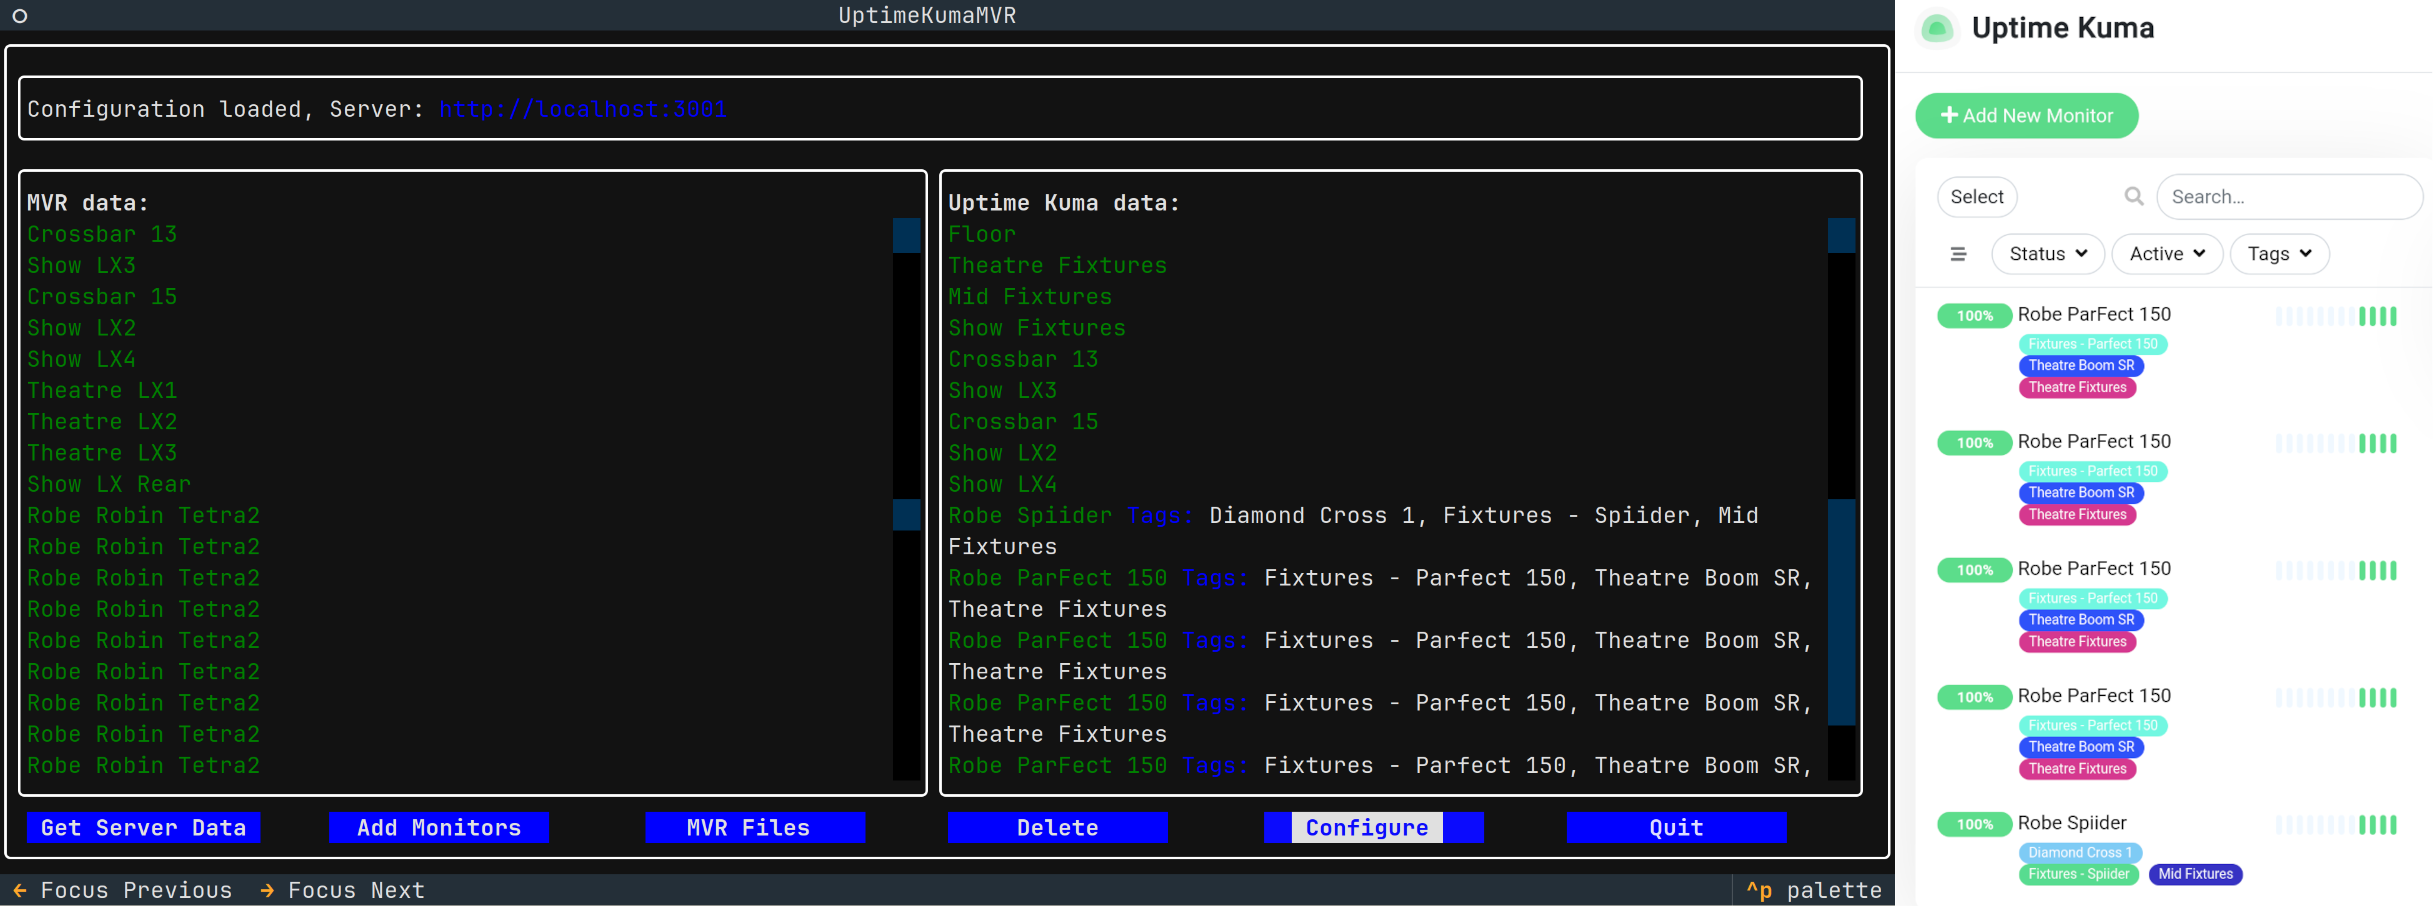 UptimeKumaMVR
Configuration loaded, Server: http://localhost:3001
MVR data:
Crossbar 13
Show LX3
Crossbar 15
Show LX2
Show LX4
Theatre LX1
Theatre LX2
Theatre LX3
Show LX Rear
Robe Robin Tetra2
Robe Robin Tetra2
Robe Robin Tetra2
Robe Robin Tetra2
Robe Robin Tetra2
Robe Robin Tetra2
Robe Robin Tetra2
Robe Robin Tetra2
Robe Robin Tetra2
Uptime Kuma data:
Floor
Theatre Fixtures
Mid Fixtures
Show Fixtures
Crossbar 13
Show LX3
Crossbar 15
Show LX2
Show LX4
Robe Spiider Tags: Diamond Cross 1, Fixtures - Spiider, Mid
Fixtures
Robe ParFect 150 Tags: Fixtures - Parfect 150, Theatre Boom SR,
Theatre Fixtures
Robe ParFect 150 Tags: Fixtures - Parfect 150, Theatre Boom SR,
Theatre Fixtures
Robe ParFect 150 Tags: Fixtures - Parfect 150, Theatre Boom SR,
Theatre Fixtures
Robe ParFect 150 Tags: Fixtures - Parfect 150, Theatre Boom SR,
Get Server Data Add Monitors MVR Files Delete Configure Quit
← Focus Previous → Focus Next ^p palette
Uptime Kuma
+ Add New Monitor
Select Search...
Status Active Tags
100% Robe ParFect 150
Fixtures - Parfect 150
Theatre Boom SR
Theatre Fixtures
100% Robe ParFect 150
Fixtures - Parfect 150
Theatre Boom SR
Theatre Fixtures
100% Robe ParFect 150
Fixtures - Parfect 150
Theatre Boom SR
Theatre Fixtures
100% Robe ParFect 150
Fixtures - Parfect 150
Theatre Boom SR
Theatre Fixtures
100% Robe Spiider
Diamond Cross 1
Fixtures - Spiider Mid Fixtures